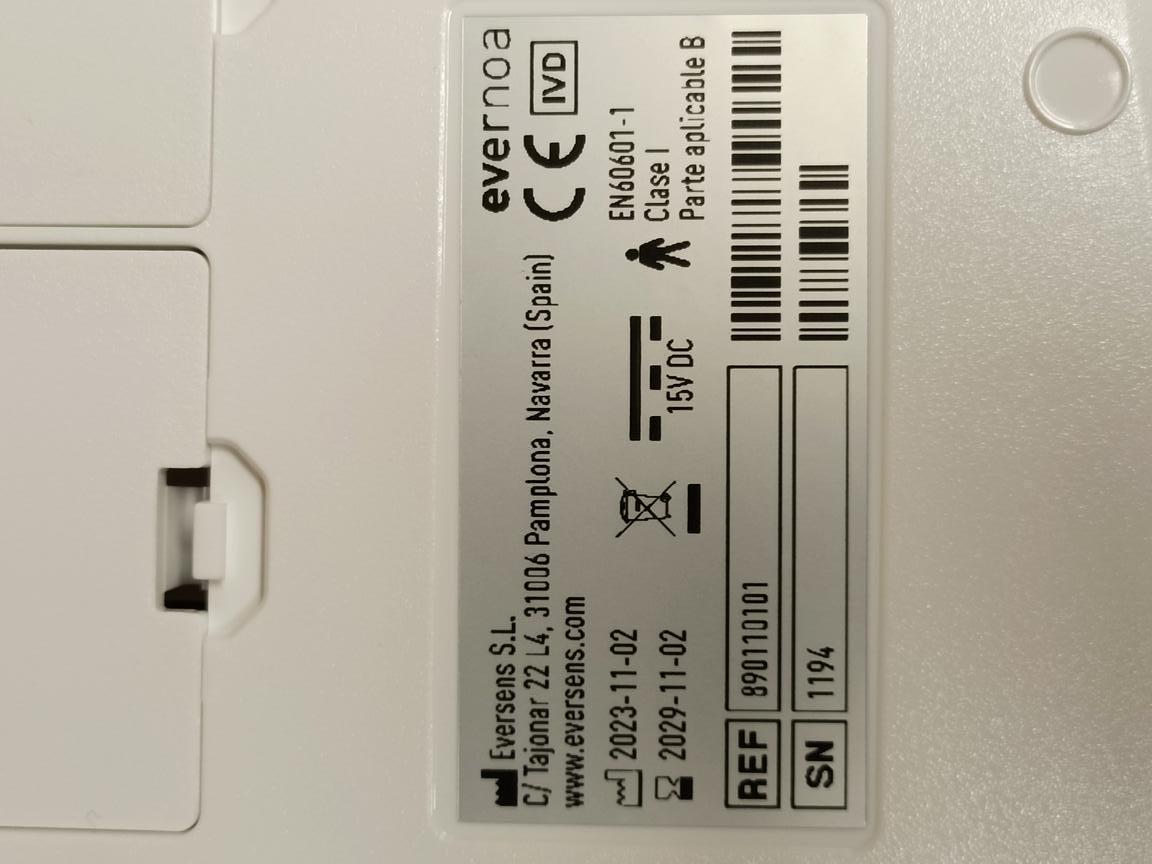 Eversens S.L.
C/ Tajonar 22 L4, 31006 Pamplona, Navarra (Spain)
www.eversens.com
evernoa
CE IVD
2023-11-02
2029-11-02
15V DC
EN60601-1
Clase I
Parte aplicable B
REF 890110101
SN 1194